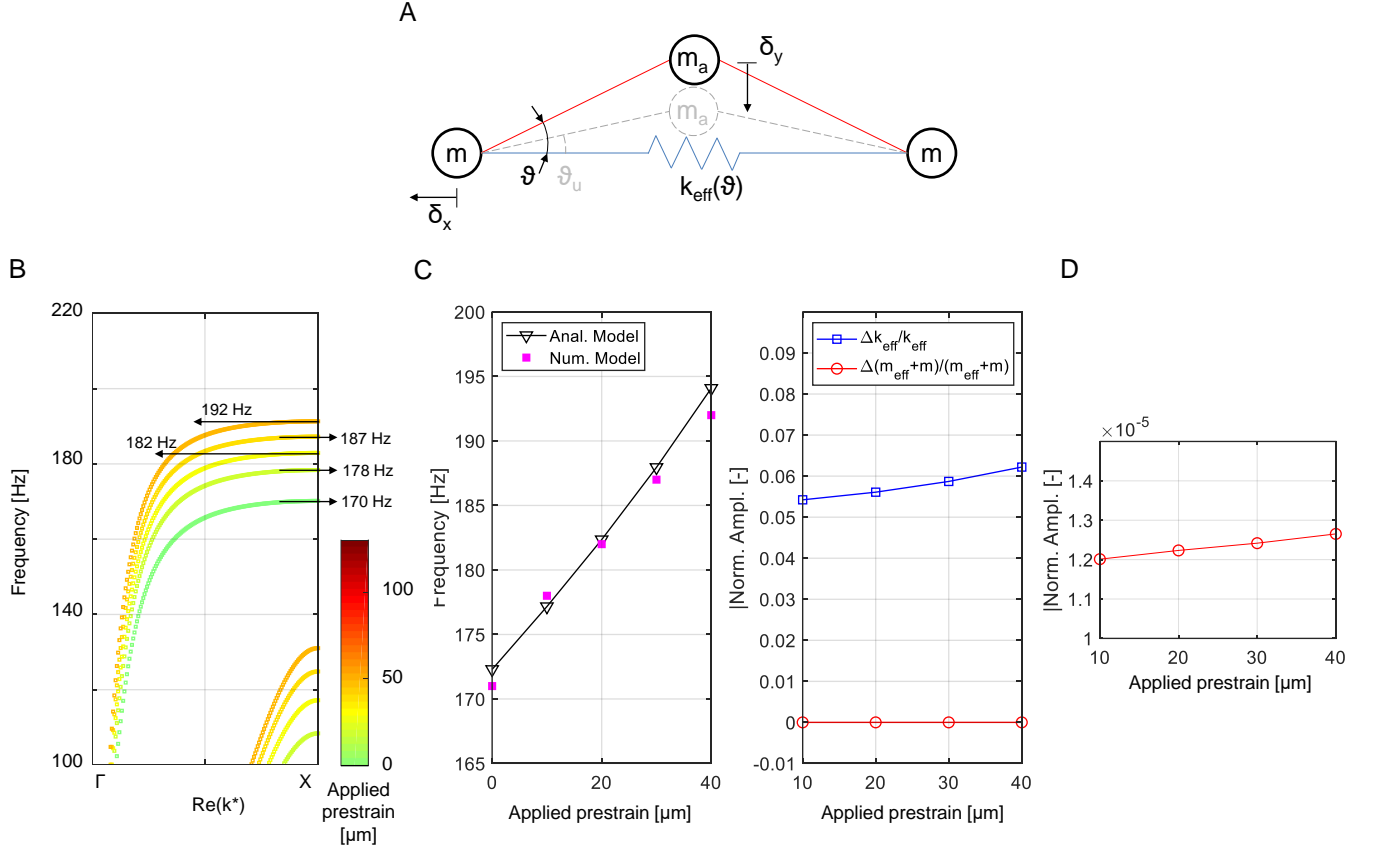 A
mₐ
δ_y
mₐ
m
m
ϑ
ϑ_u
k_eff(ϑ)
δ_x
B
220
180
140
100
Frequency [Hz]
192 Hz
182 Hz
187 Hz
178 Hz
170 Hz
Γ
X
Re(k*)
100
50
0
Applied
prestrain
[µm]
C
200
195
190
185
180
175
170
165
Frequency [Hz]
Anal. Model
Num. Model
0
20
40
Applied prestrain [µm]
0.09
0.08
0.07
0.06
0.05
0.04
0.03
0.02
0.01
0
-0.01
|Norm. Ampl. [-]
Δk_eff/k_eff
Δ(m_eff+m)/(m_eff+m)
10
20
30
40
Applied prestrain [µm]
D
×10⁻⁵
1.4
1.3
1.2
1.1
1
|Norm. Ampl. [-]
10
20
30
40
Applied prestrain [µm]